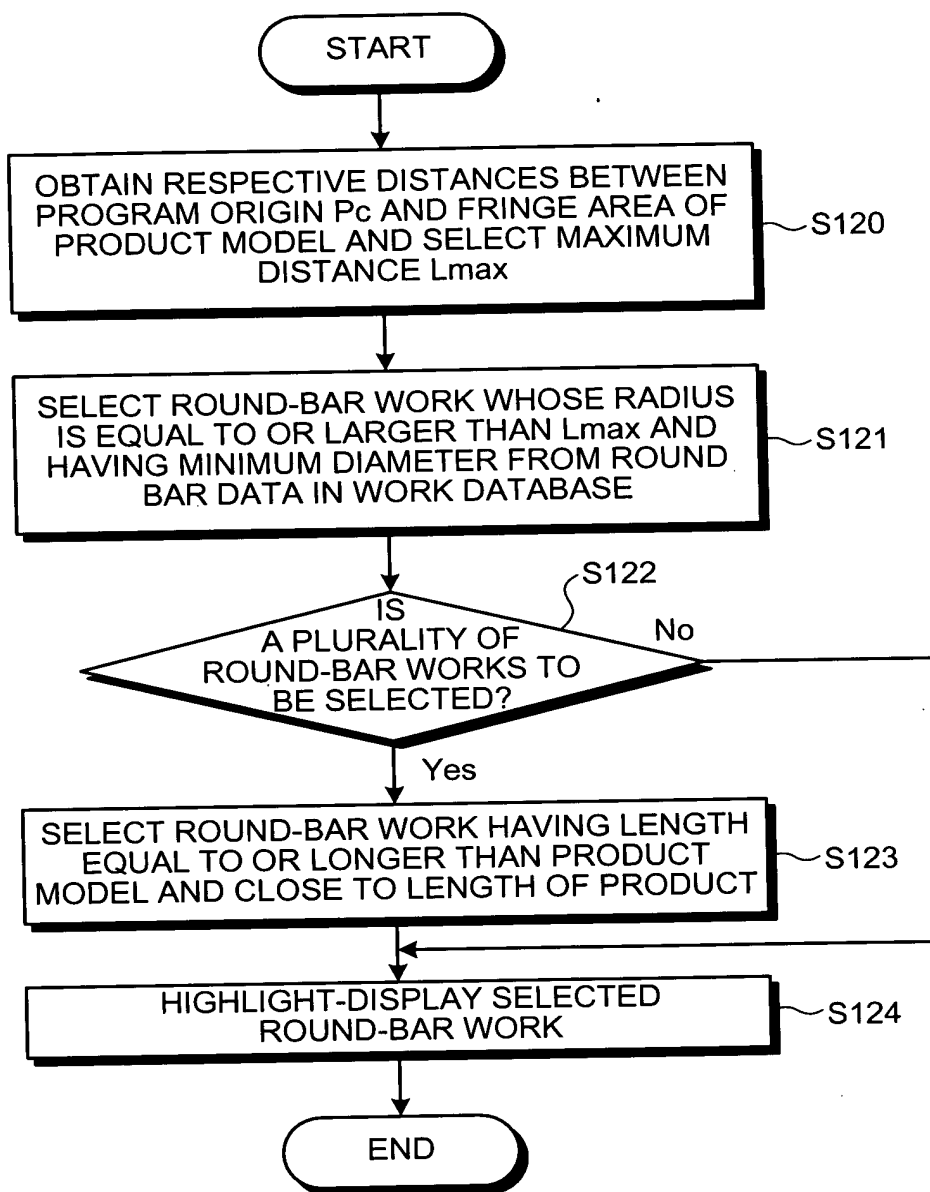 START
OBTAIN RESPECTIVE DISTANCES BETWEEN
PROGRAM ORIGIN Pc AND FRINGE AREA OF
PRODUCT MODEL AND SELECT MAXIMUM
DISTANCE Lmax
S120
SELECT ROUND-BAR WORK WHOSE RADIUS
IS EQUAL TO OR LARGER THAN Lmax AND
HAVING MINIMUM DIAMETER FROM ROUND
BAR DATA IN WORK DATABASE
S121
S122
IS
A PLURALITY OF
ROUND-BAR WORKS TO
BE SELECTED?
No
Yes
SELECT ROUND-BAR WORK HAVING LENGTH
EQUAL TO OR LONGER THAN PRODUCT
MODEL AND CLOSE TO LENGTH OF PRODUCT
S123
HIGHLIGHT-DISPLAY SELECTED
ROUND-BAR WORK
S124
END